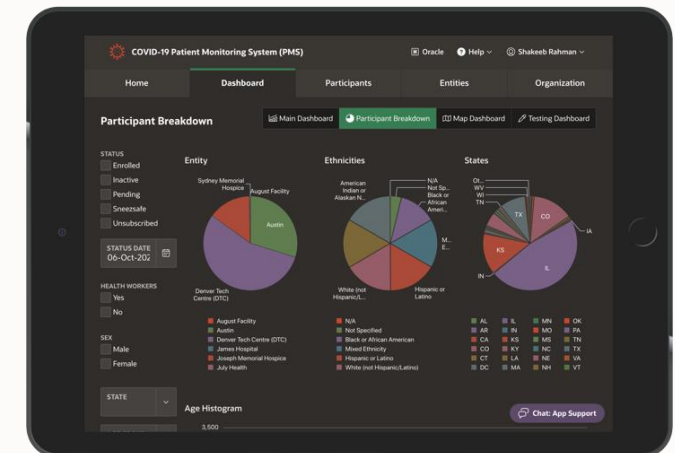 COVID-19 Patient Monitoring System (PMS)
Oracle
Help
Shakeeb Rahman
Home
Dashboard
Participants
Entities
Organization
Participant Breakdown
Main Dashboard
Participant Breakdown
Map Dashboard
Testing Dashboard
STATUS
Enrolled
Inactive
Pending
Sneezsafe
Unsubscribed
STATUS DATE
06-Oct-202
HEALTH WORKERS
Yes
No
SEX
Male
Female
STATE
Entity
Sydney Memorial
Hospice
August Facility
Austin
Denver Tech
Centre (DTC)
August Facility
Austin
Denver Tech Centre (DTC)
James Hospital
Joseph Memorial Hospice
July Health
Ethnicities
American
Indian or
Alaskan N...
N/A
Not Sp...
Black or
African
Ameri...
M...
E...
White (not
Hispanic/L...
Hispanic or
Latino
N/A
Not Specified
Black or African American
Mixed Ethnicity
Hispanic or Latino
White (not Hispanic/Latino)
States
Ot...
WV
WI
TN
TX
CO
IA
KS
IN
IL
AL IL MN OK
AR IN MO PA
CA KS MS TN
CO KY NC TX
CT LA NE VA
DC MA NH VT
Age Histogram
3,500
Chat: App Support